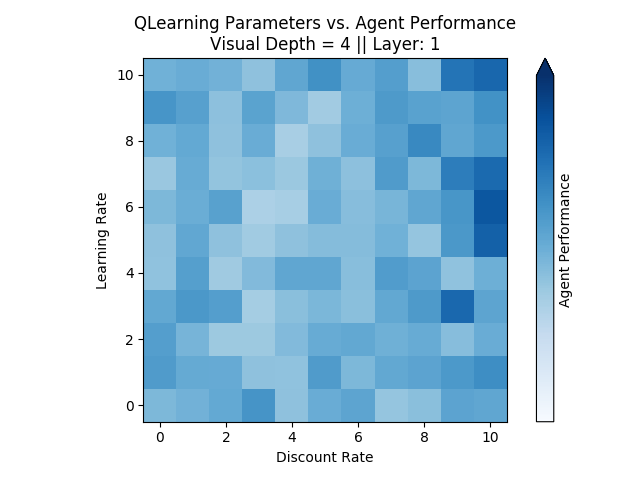 QLearning Parameters vs. Agent Performance
Visual Depth = 4 || Layer: 1
10
8
6
4
2
0
Learning Rate
0 2 4 6 8 10
Discount Rate
Agent Performance